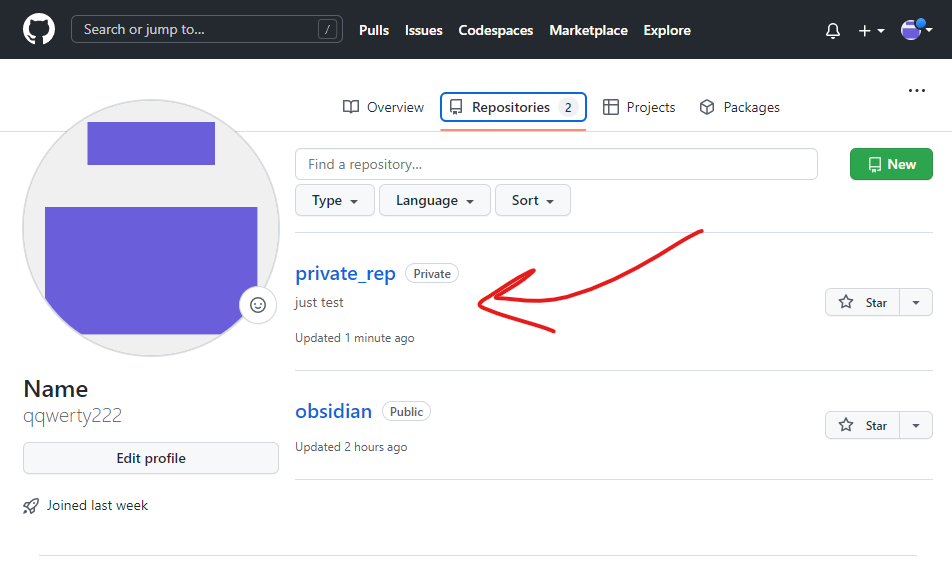 Search or jump to... /
Pulls Issues Codespaces Marketplace Explore
Overview Repositories 2 Projects Packages
Find a repository... New
Type Language Sort
private_rep Private
just test
Star
Updated 1 minute ago
obsidian Public
Star
Updated 2 hours ago
Name
qqwerty222
Edit profile
Joined last week